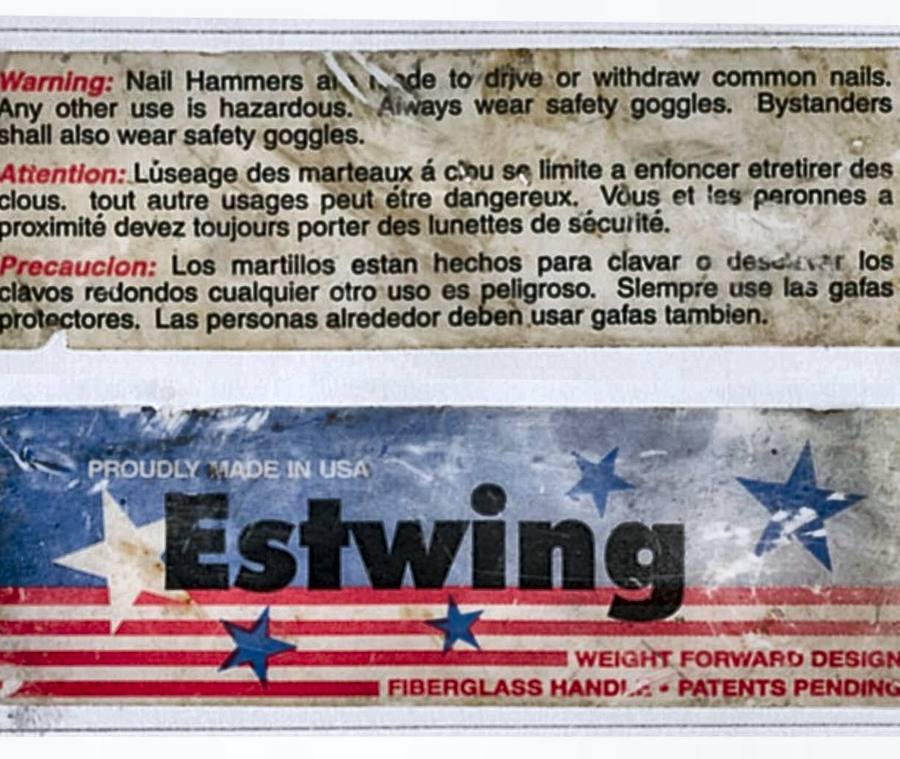 Warning: Nail Hammers are made to drive or withdraw common nails.
Any other use is hazardous. Always wear safety goggles. Bystanders
shall also wear safety goggles.
Attention: Lùseage des marteaux á clou se limite a enfoncer etretirer des
clous. tout autre usages peut étre dangereux. Vòus et les peronnes a
proximité devez toujours porter des lunettes de sécurité.
Precaucion: Los martillos estan hechos para clavar o desclavar los
clavos redondos cualquier otro uso es peligroso. Siempre use las gafas
protectores. Las personas alrededor deben usar gafas tambien.
PROUDLY MADE IN USA
Estwing
WEIGHT FORWARD DESIGN
FIBERGLASS HANDLE • PATENTS PENDING